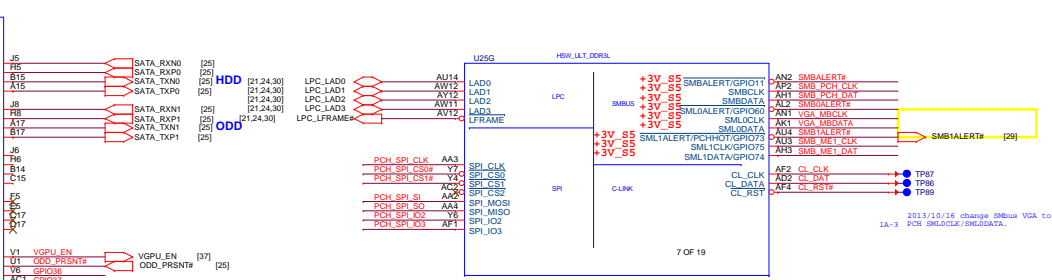 U25G
HSW_ULT_DDR3L
J5 SATA_RXN0 [25]
H5 SATA_RXP0 [25]
B15 SATA_TXN0 [25]
A15 SATA_TXP0 [25]
HDD
J8 SATA_RXN1 [25]
H8 SATA_RXP1 [25]
A17 SATA_TXN1 [25]
B17 SATA_TXP1 [25]
ODD
J6
H6
B14
C15
F5
E5
C17
D17
V1 VGPU_EN VGPU_EN [37]
U1 ODD_PRSNT# ODD_PRSNT# [25]
V6 GPIO36
AC1 GPIO37
[21,24,30] LPC_LAD0 AU14 LAD0
[21,24,30] LPC_LAD1 AW12 LAD1
[21,24,30] LPC_LAD2 AY12 LAD2
[21,24,30] LPC_LAD3 AW11 LAD3
[21,24,30] LPC_LFRAME# AV12 LFRAME
LPC
SMBUS
PCH_SPI_CLK AA3 SPI_CLK
PCH_SPI_CS0# Y7 SPI_CS0
PCH_SPI_CS1# Y4 SPI_CS1
AC2 SPI_CS2
PCH_SPI_SI AA2 SPI_MOSI
PCH_SPI_SO AA4 SPI_MISO
PCH_SPI_IO2 Y6 SPI_IO2
PCH_SPI_IO3 AF1 SPI_IO3
SPI
C-LINK
+3V_S5 SMBALERT/GPIO11 AN2 SMBALERT#
+3V_S5 SMBCLK AP2 SMB_PCH_CLK
+3V_S5 SMBDATA AH1 SMB_PCH_DAT
+3V_S5 SML0ALERT/GPIO60 AL2 SMB0ALERT#
+3V_S5 SML0CLK AN1 VGA_MBCLK
+3V_S5 SML0DATA AK1 VGA_MBDATA
+3V_S5 SML1ALERT/PCHHOT/GPIO73 AU4 SMB1ALERT# SMB1ALERT# [29]
+3V_S5 SML1CLK/GPIO75 AU3 SMB_ME1_CLK
+3V_S5 SML1DATA/GPIO74 AH3 SMB_ME1_DAT
CL_CLK AF2 CL_CLK TP87
CL_DATA AD2 CL_DAT TP86
CL_RST AF4 CL_RST# TP89
7 OF 19
2013/10/16 change SMbus VGA to
1A-3 PCH SML0CLK/SML0DATA.